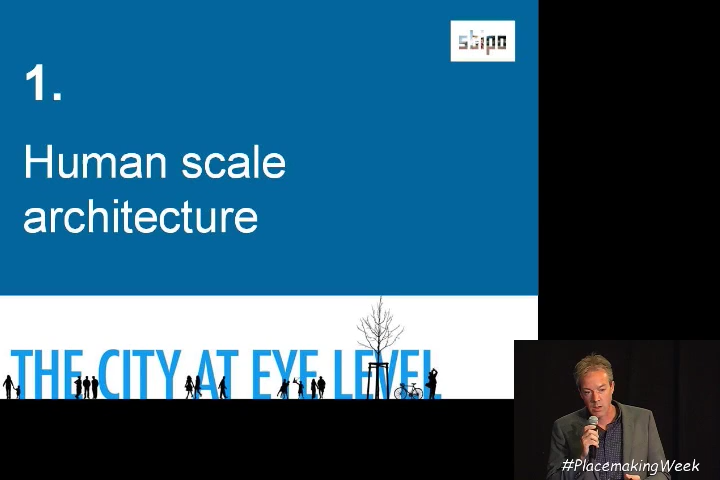 stipo
1.
Human scale
architecture
THE CITY AT EYE LEVEL
#PlacemakingWeek